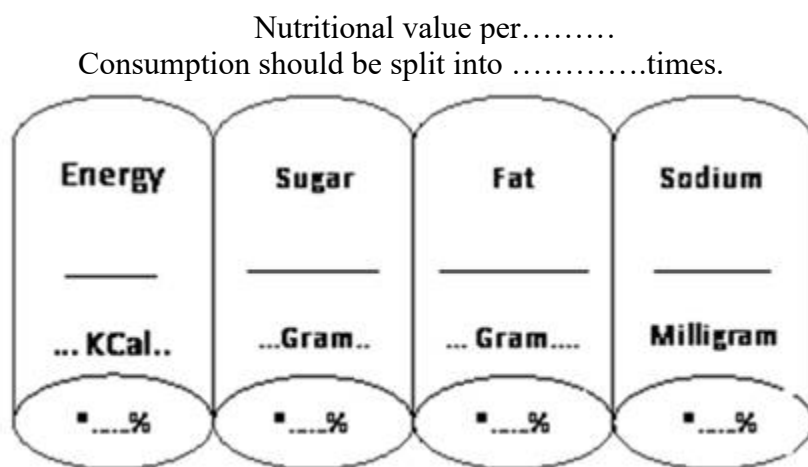 Nutritional value per.........
Consumption should be split into .............times.
Energy Sugar Fat Sodium
... KCal.. ...Gram.. ... Gram.... Milligram
▪.....% ▪.....% ▪.....% ▪.....%